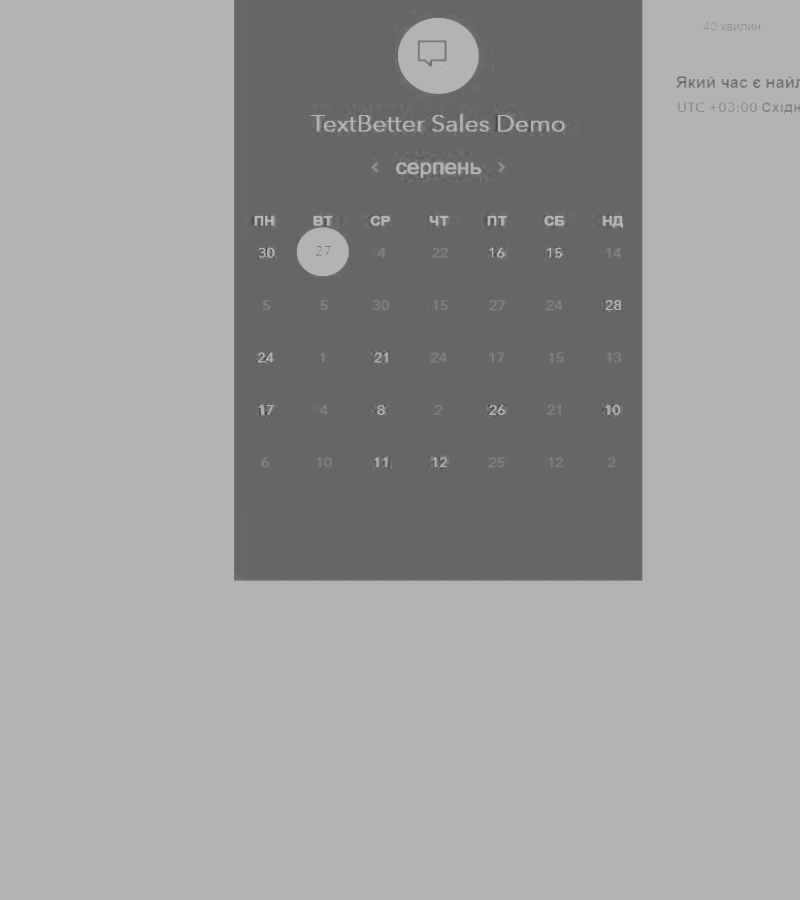 40 хвилин
TextBetter Sales Demo
Який час є
UTC +03:00
серпень
ПН ВТ СР ЧТ ПТ СБ НД
30 27 4 22 16 15 14
5 5 30 15 27 24 28
24 1 21 24 17 15 13
17 4 8 2 26 21 10
6 10 11 12 25 12 2